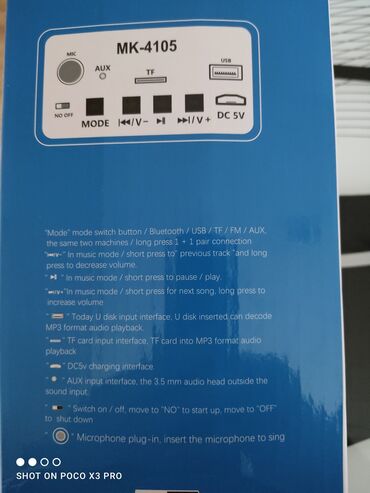 MK-4105
MIC
AUX
TF
USB
NO OFF
MODE
I◀◀/V-
▶II
▶▶I/V+
DC 5V
"Mode" mode switch button / Bluetooth / USB / TF / FM / AUX,
the same two machines / long press 1 + 1 pair connection
"I◀◀/V-" In music mode / short press to" previous track "and long
press to decrease volume.
" ▶II " In music mode / short press to pause / play.
"▶▶I/V+"In music mode / short press for next song, long press to
increase volume
" " Today U disk input interface, U disk inserted can decode
MP3 format audio playback.
" " TF card input interface, TF card into MP3 format audio
playback
" " DC5v charging interface.
" " AUX input interface, the 3.5 mm audio head outside the
sound input.
" " Switch on / off, move to "NO" to start up, move to "OFF"
to shut down
" " Microphone plug-in, insert the microphone to sing
SHOT ON POCO X3 PRO